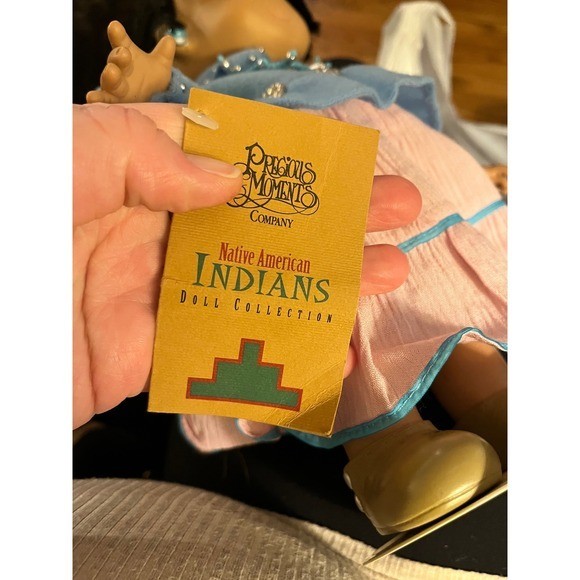 Precious
Moments
Company
Native American
INDIANS
Doll Collection